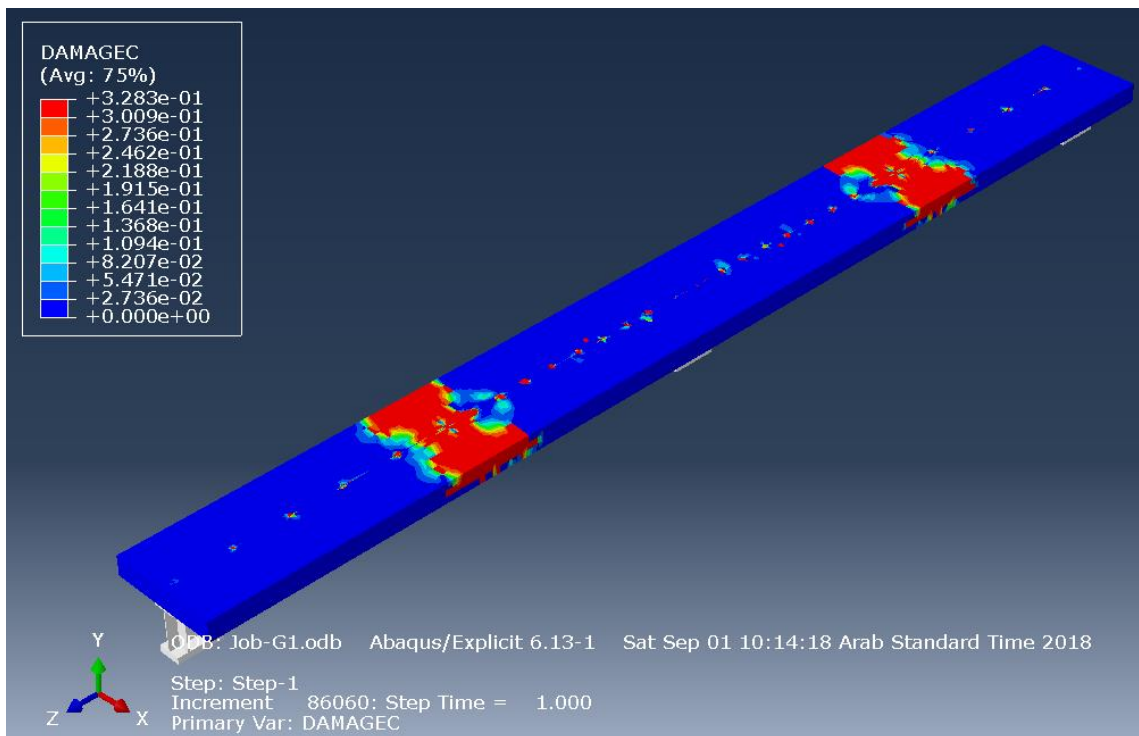 DAMAGEC
(Avg: 75%)
+3.283e-01
+3.009e-01
+2.736e-01
+2.462e-01
+2.188e-01
+1.915e-01
+1.641e-01
+1.368e-01
+1.094e-01
+8.207e-02
+5.471e-02
+2.736e-02
+0.000e+00
ODB: Job-G1.odb Abaqus/Explicit 6.13-1 Sat Sep 01 10:14:18 Arab Standard Time 2018
Step: Step-1
Increment 86060: Step Time = 1.000
Primary Var: DAMAGEC
Y
Z
X